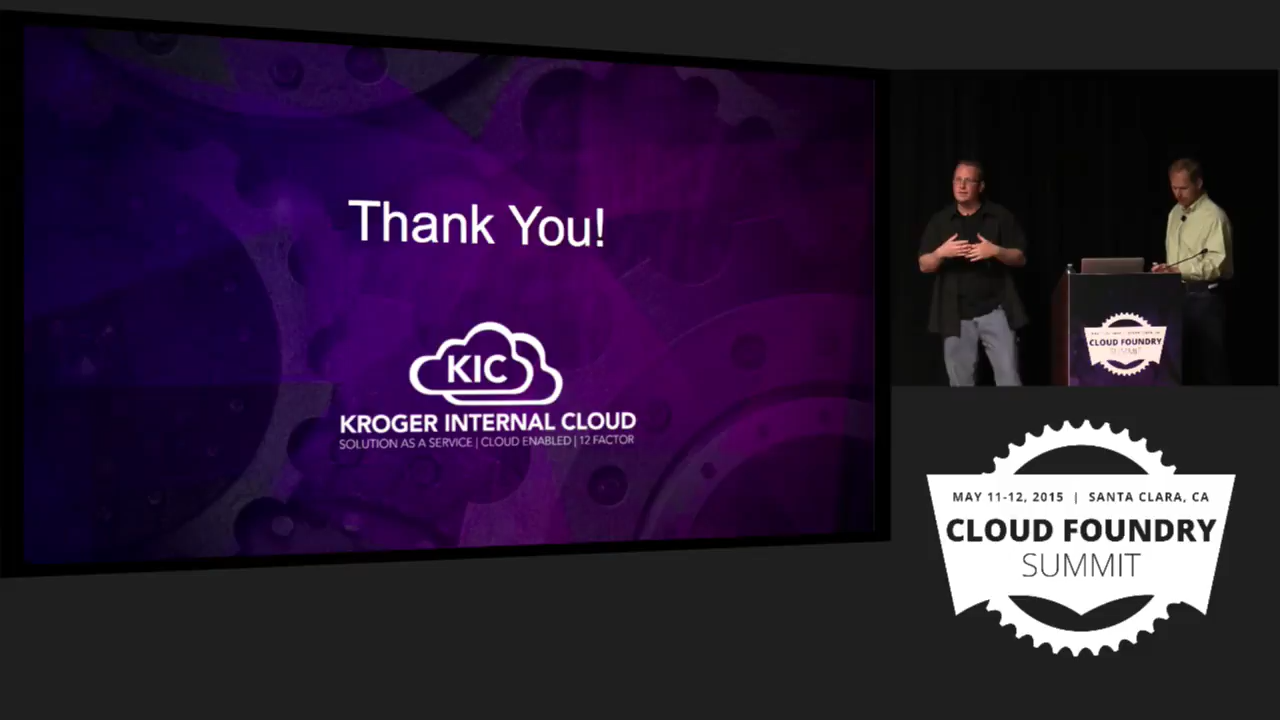 Thank You!
KIC
KROGER INTERNAL CLOUD
SOLUTION AS A SERVICE | CLOUD ENABLED | 12 FACTOR
CLOUD FOUNDRY
SUMMIT
MAY 11-12, 2015 | SANTA CLARA, CA
CLOUD FOUNDRY
SUMMIT